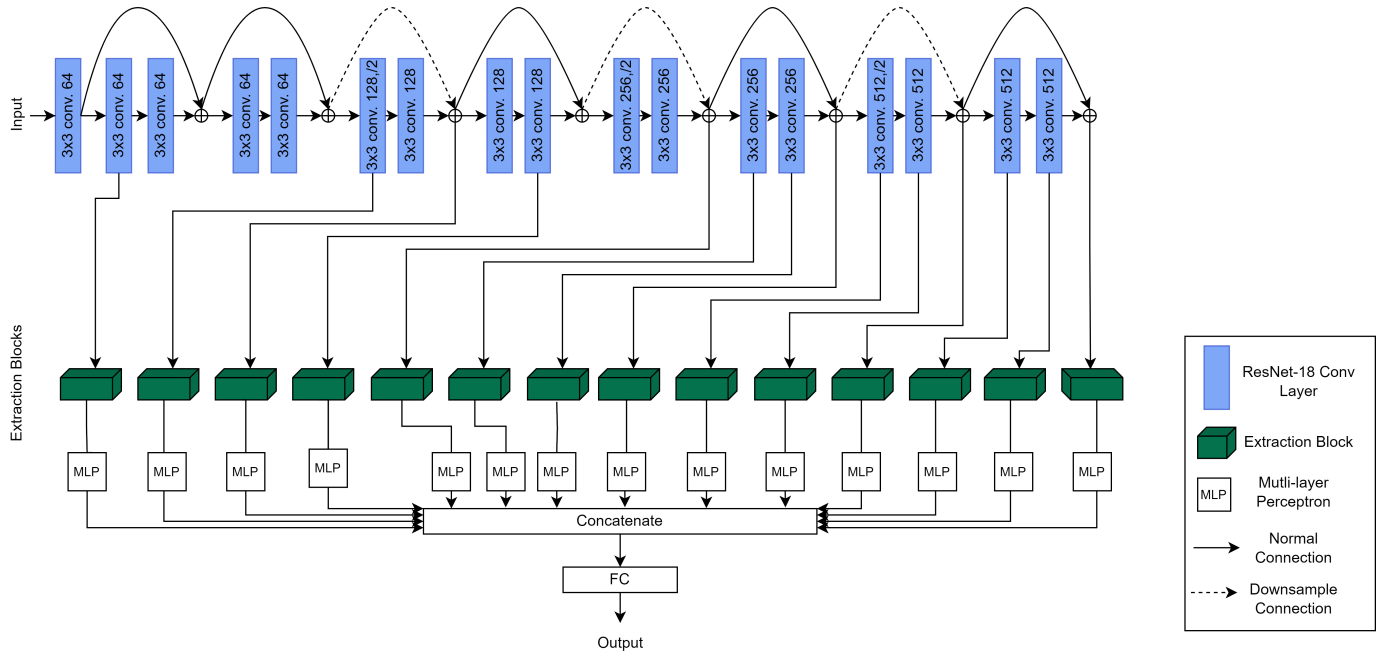 Input
3x3 conv. 64
3x3 conv. 64
3x3 conv. 64
3x3 conv. 64
3x3 conv. 64
3x3 conv. 128,/2
3x3 conv. 128
3x3 conv. 128
3x3 conv. 128
3x3 conv. 256,/2
3x3 conv. 256
3x3 conv. 256
3x3 conv. 256
3x3 conv. 512,/2
3x3 conv. 512
3x3 conv. 512
3x3 conv. 512
Extraction Blocks
MLP
MLP
MLP
MLP
MLP
MLP
MLP
MLP
MLP
MLP
MLP
MLP
MLP
MLP
Concatenate
FC
Output
ResNet-18 Conv
Layer
Extraction Block
MLP
Mutli-layer
Perceptron
Normal
Connection
Downsample
Connection